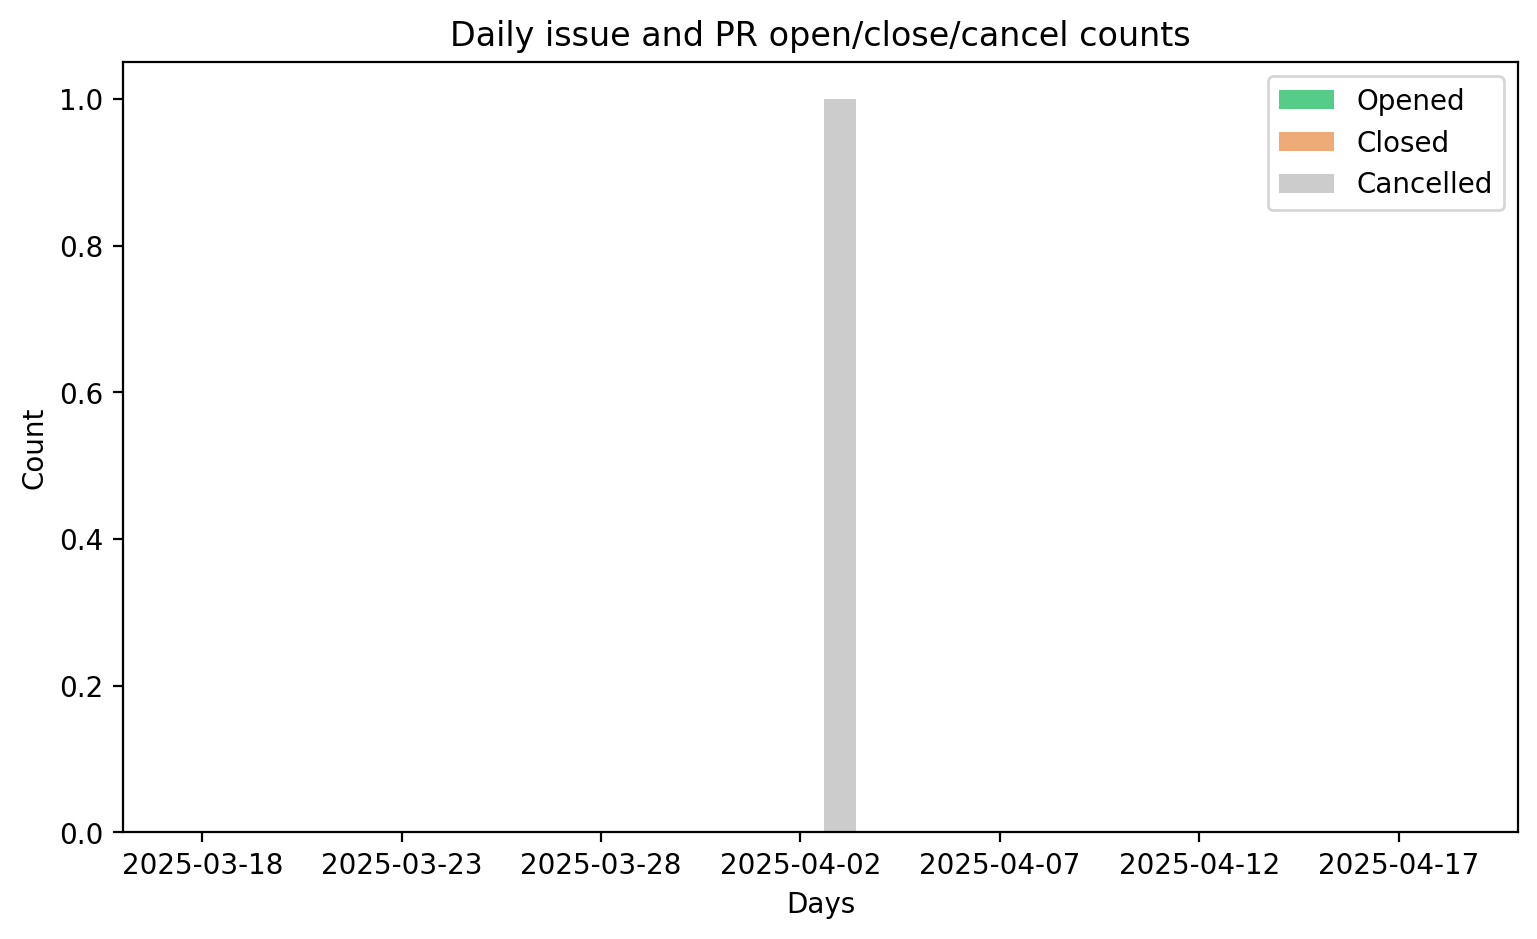 Daily issue and PR open/close/cancel counts
Opened
Closed
Cancelled
1.0
0.8
0.6
0.4
0.2
0.0
Count
2025-03-18 2025-03-23 2025-03-28 2025-04-02 2025-04-07 2025-04-12 2025-04-17
Days